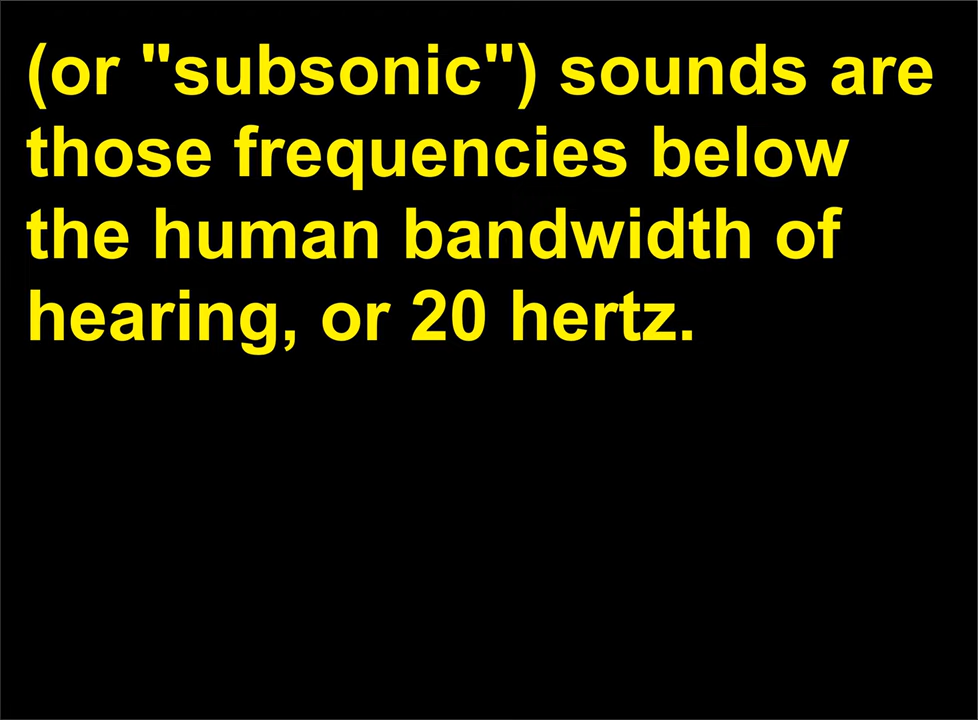 (or "subsonic") sounds are
those frequencies below
the human bandwidth of
hearing, or 20 hertz.